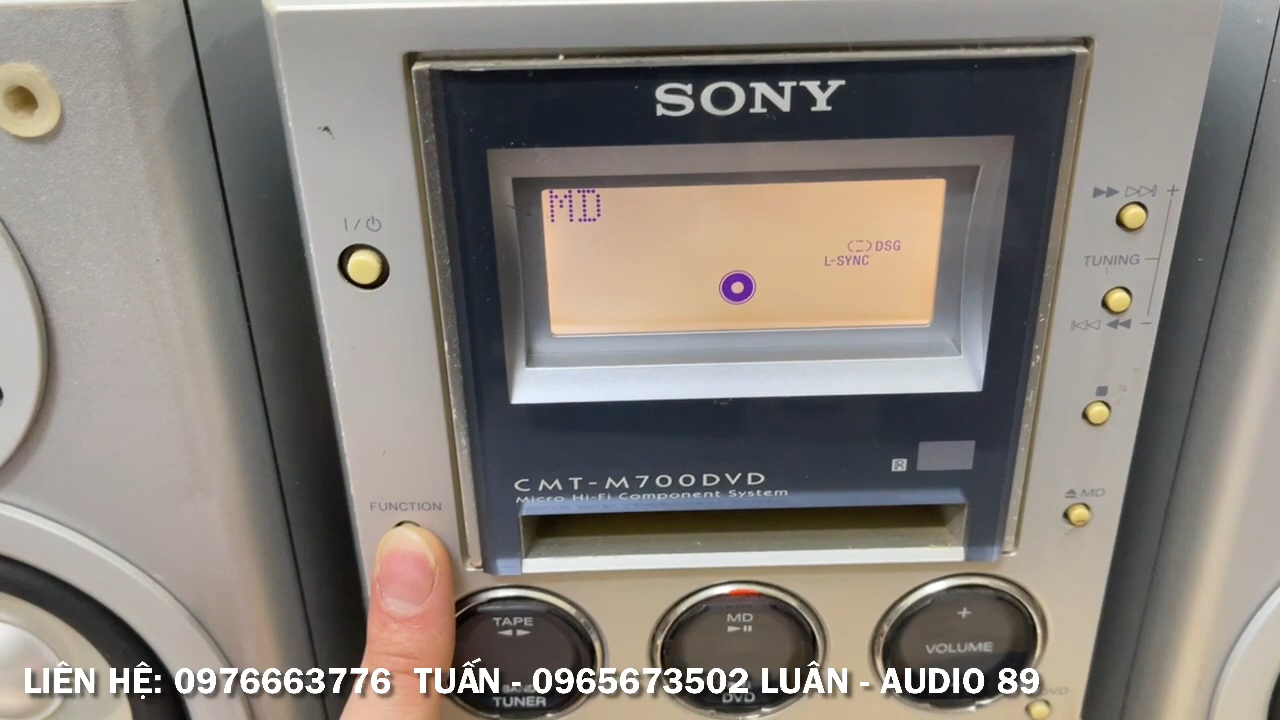 SONY
MD
DSG
L-SYNC
I / ⏻
+
TUNING
−
FUNCTION
CMT-M700DVD
Micro Hi-Fi Component System
R
⏏MD
TAPE
TUNER
MD
DVD
+
VOLUME
LIÊN HỆ: 0976663776 TUẤN - 0965673502 LUÂN - AUDIO 89